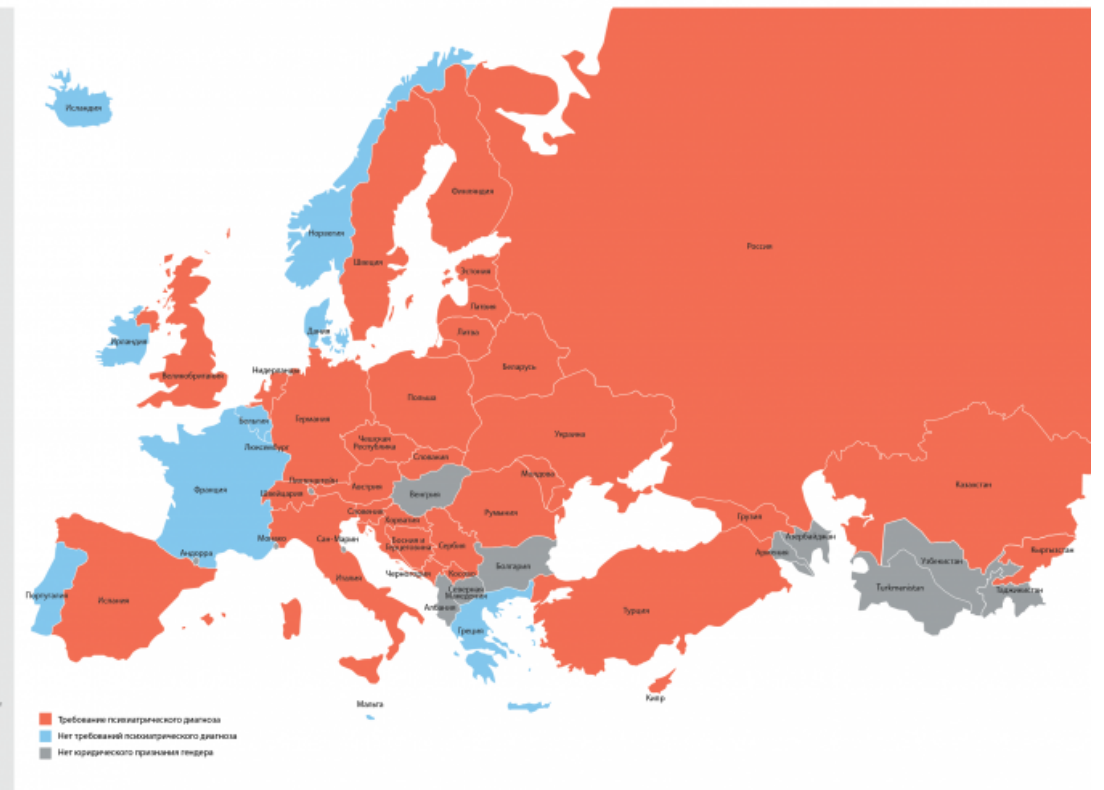 Исландия
Финляндия
Норвегия
Россия
Швеция
Эстония
Латвия
Литва
Дания
Ирландия
Беларусь
Нидерланды
Великобритания
Польша
Бельгия
Германия
Украина
Чешская
Республика
Люксембург
Словакия
Молдова
Лихтенштейн
Австрия
Казахстан
Франция
Швейцария
Венгрия
Словения
Румыния
Хорватия
Грузия
Монако
Сан-Марино
Босния и
Герцеговина
Сербия
Азербайджан
Андорра
Армения
Кыргызстан
Болгария
Узбекистан
Черногория
Косово
Италия
Северная
Македония
Turkmanistan
Таджикистан
Португалия
Испания
Албания
Турция
Греция
Кипр
Мальта
Требование психиатрического диагноза
Нет требований психиатрического диагноза
Нет юридического признания гендера